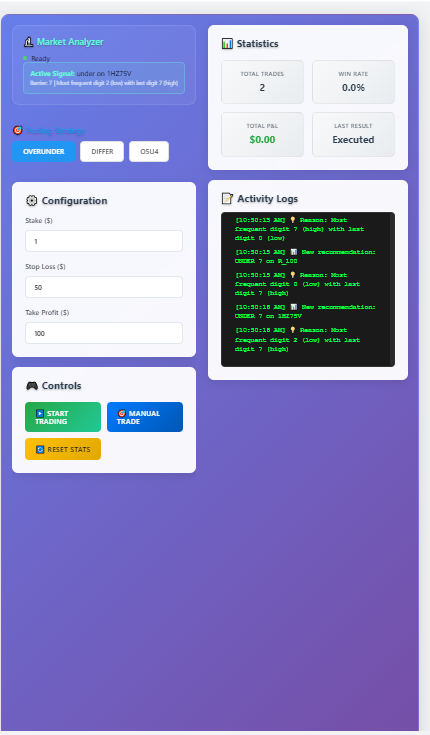 Market Analyzer
Ready
Active Signal: under on 1HZ75V
Barrier: 7 | Most frequent digit 2 (low) with last digit 7 (high)
Trading Strategy
OVERUNDER
DIFFER
OSU4
Configuration
Stake ($)
1
Stop Loss ($)
50
Take Profit ($)
100
Controls
START
TRADING
MANUAL
TRADE
RESET STATS
Statistics
TOTAL TRADES
2
WIN RATE
0.0%
TOTAL P&L
$0.00
LAST RESULT
Executed
Activity Logs
[10:50:13 AM] Reason: Most
frequent digit 7 (high) with last
digit 0 (low)
[10:50:15 AM] New recommendation:
UNDER 7 on R_100
[10:50:15 AM] Reason: Most
frequent digit 0 (low) with last
digit 7 (high)
[10:50:18 AM] New recommendation:
UNDER 7 on 1HZ75V
[10:50:18 AM] Reason: Most
frequent digit 2 (low) with last
digit 7 (high)